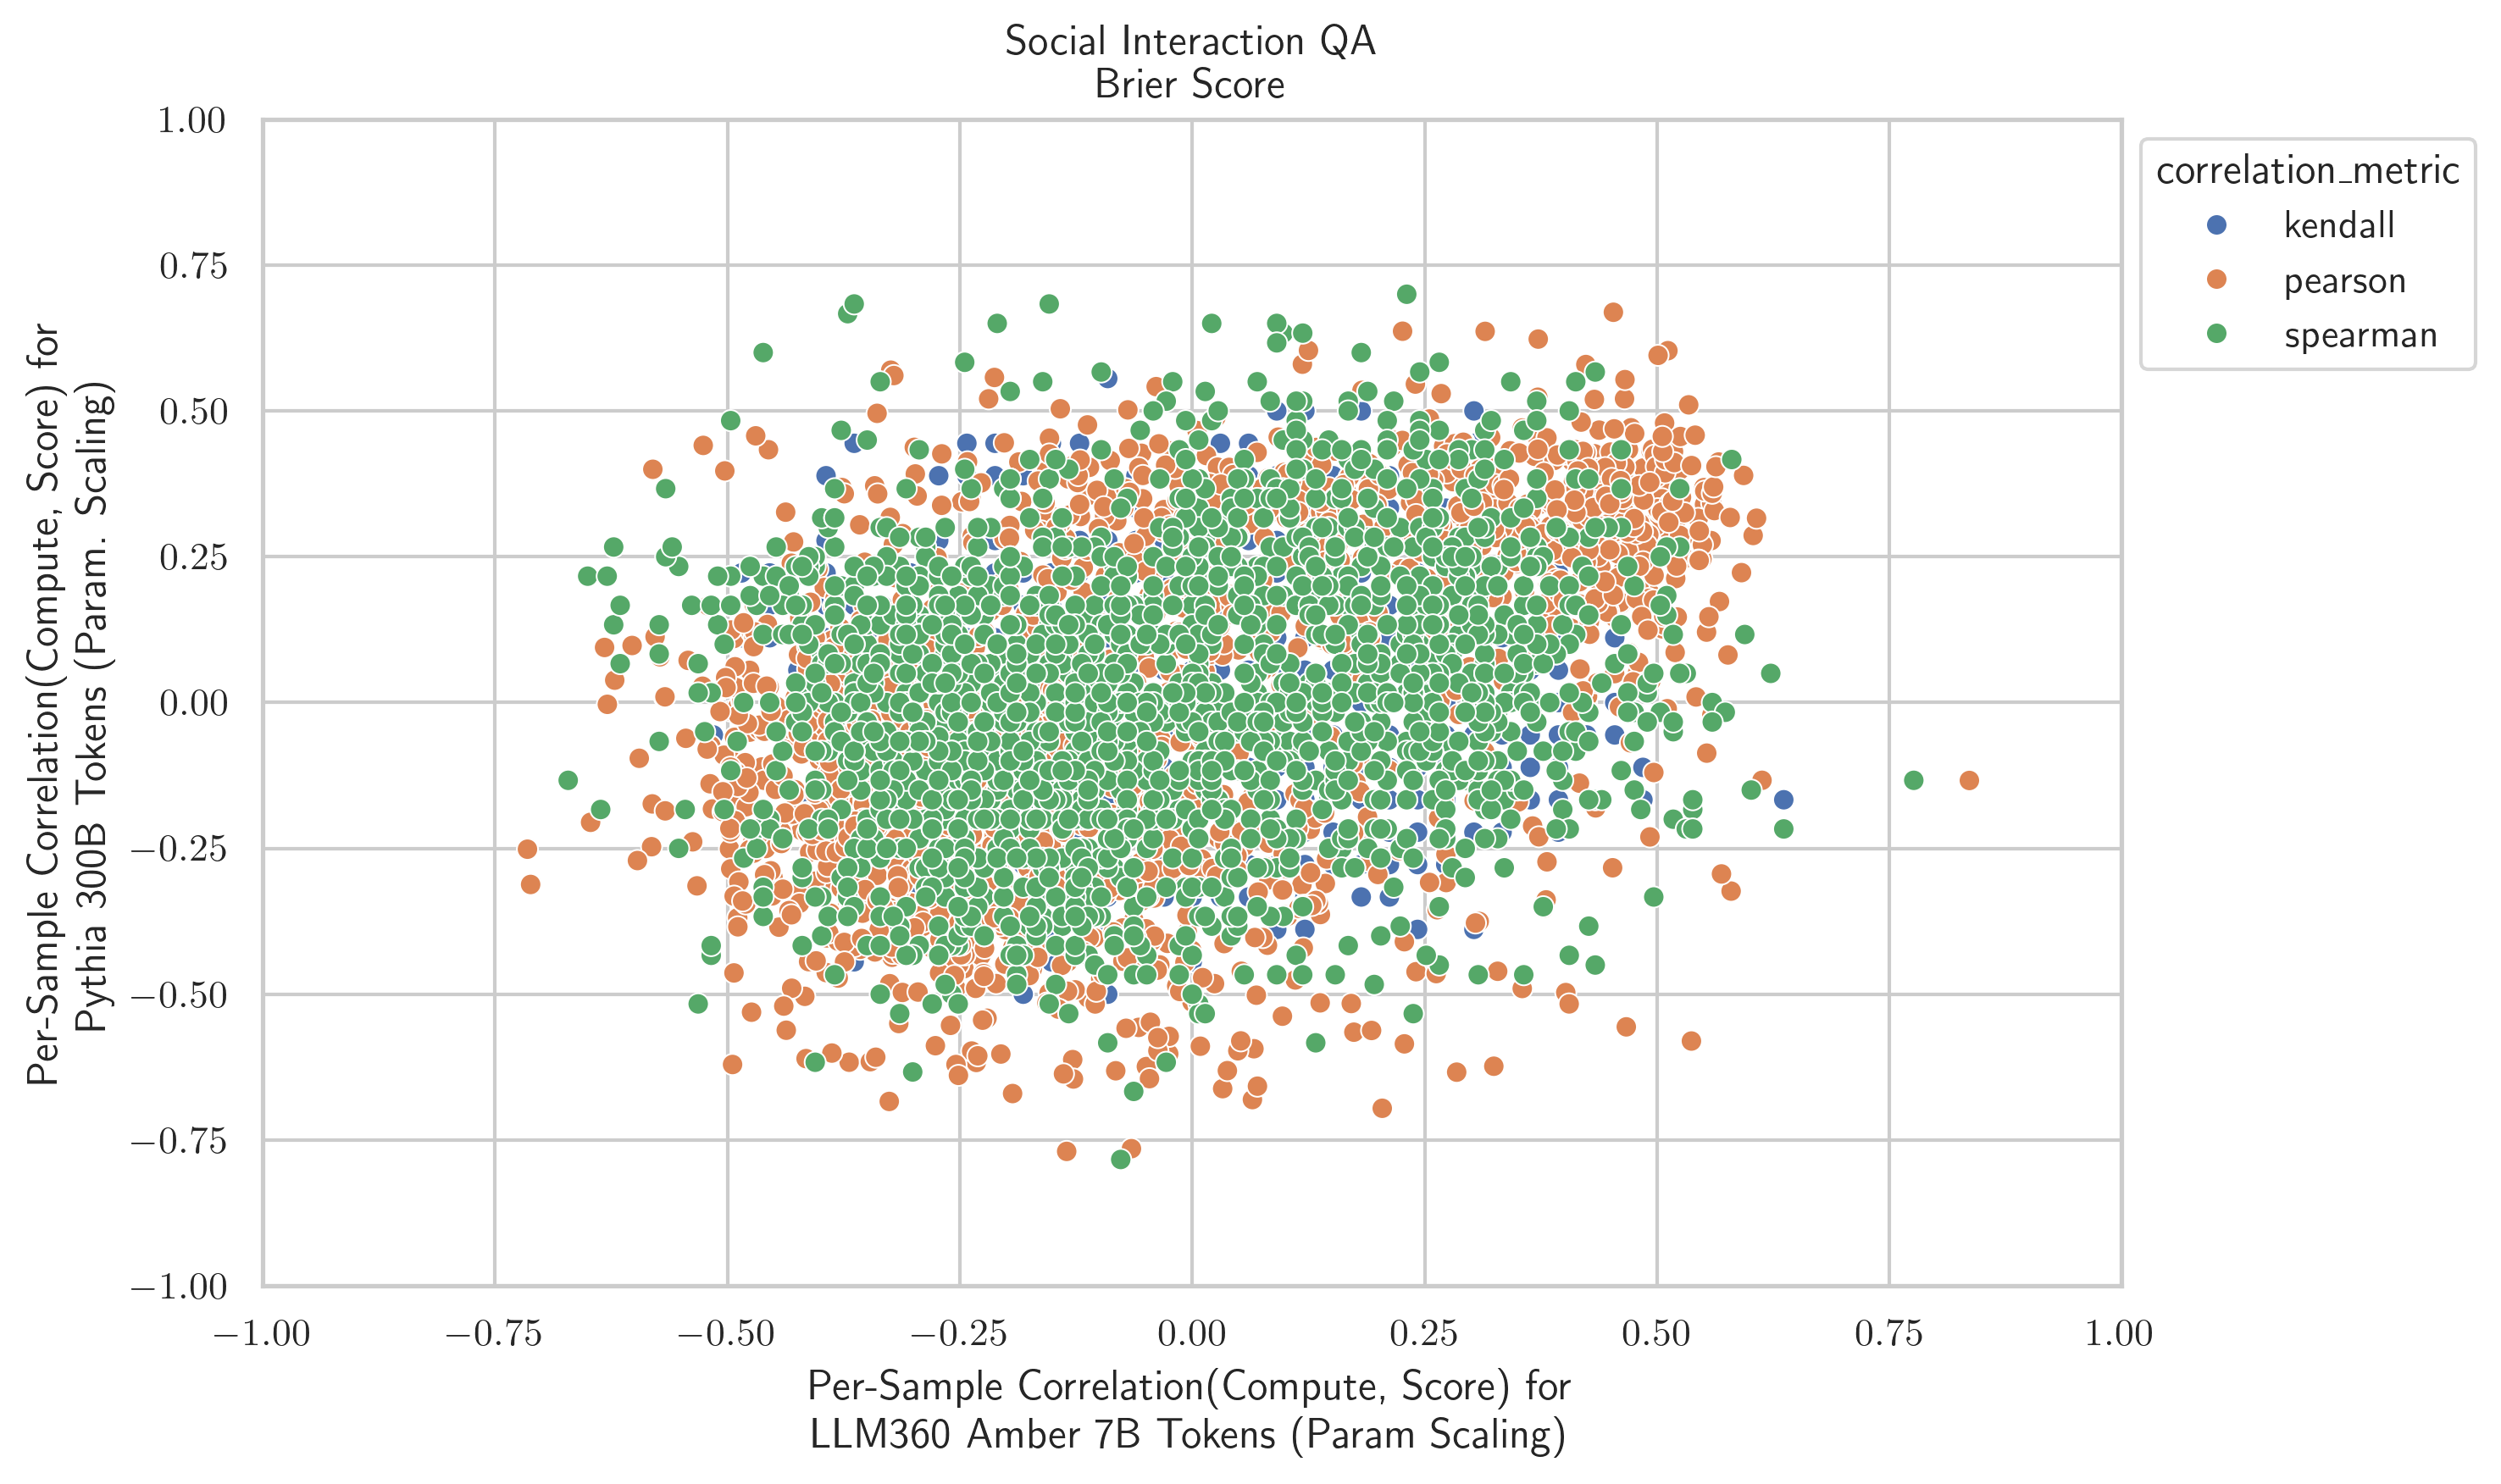 Social Interaction QA
Brier Score
Per-Sample Correlation(Compute, Score) for
Pythia 300B Tokens (Param. Scaling)
1.00
0.75
0.50
0.25
0.00
−0.25
−0.50
−0.75
−1.00
−1.00
−0.75
−0.50
−0.25
0.00
0.25
0.50
0.75
1.00
Per-Sample Correlation(Compute, Score) for
LLM360 Amber 7B Tokens (Param Scaling)
correlation_metric
kendall
pearson
spearman